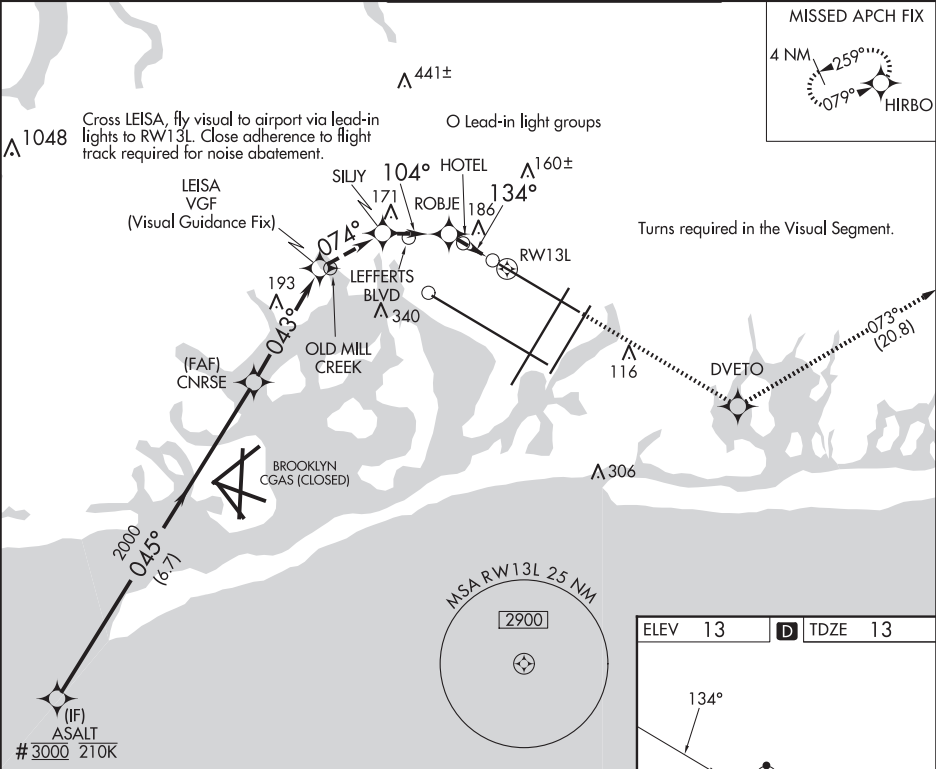 MISSED APCH FIX
4 NM
259°
079°
HIRBO
441±
1048
Cross LEISA, fly visual to airport via lead-in
lights to RW13L. Close adherence to flight
track required for noise abatement.
O Lead-in light groups
LEISA
VGF
(Visual Guidance Fix)
SILJY
104°
HOTEL
160±
171
ROBJE
134°
186
074°
RW13L
Turns required in the Visual Segment.
LEFFERTS
BLVD
340
193
043°
OLD MILL
CREEK
(FAF)
CNRSE
116
DVETO
073°
(20.8)
BROOKLYN
CGAS (CLOSED)
306
2000
045°
(6.7)
MSA RW13L 25 NM
2900
(IF)
ASALT
# 3000 210K
ELEV 13 D TDZE 13
134°